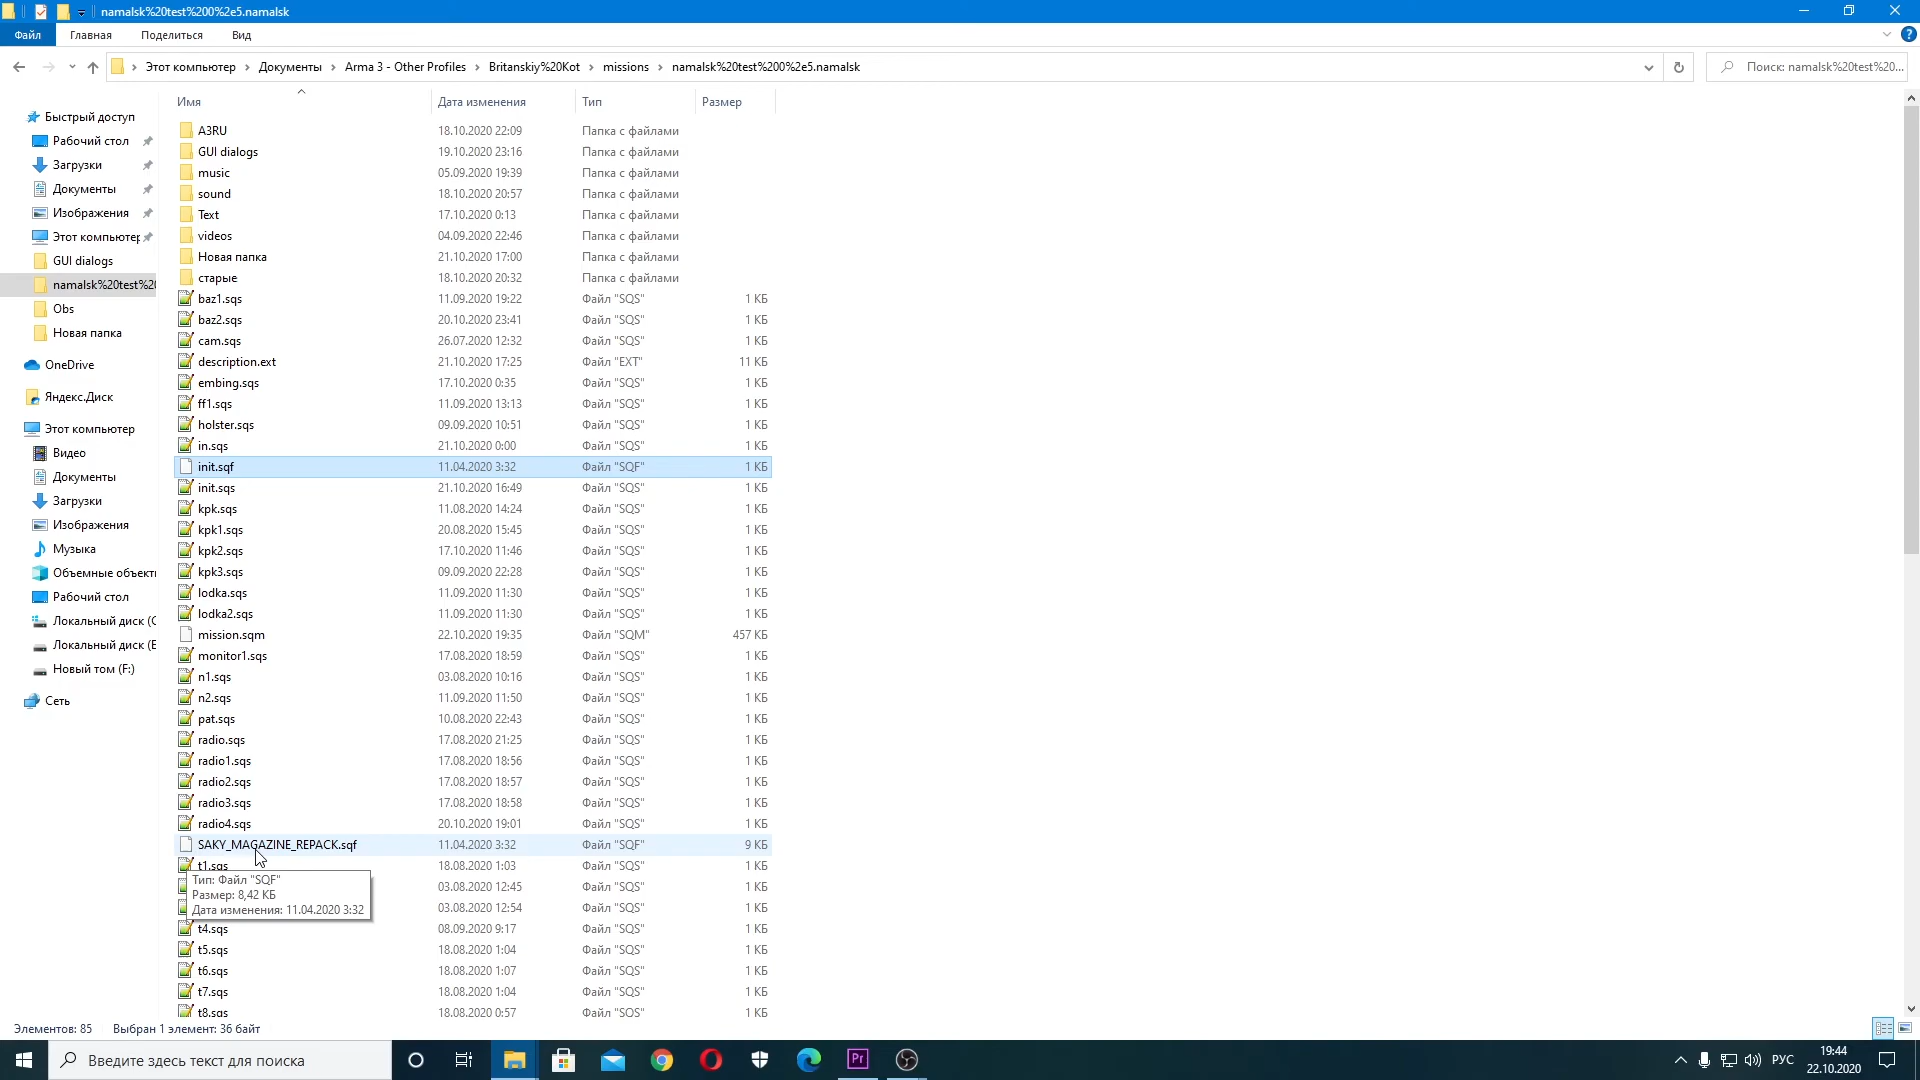 namalsk%20test%200%2e5.namalsk
Файл Главная Поделиться Вид
Этот компьютер › Документы › Arma 3 - Other Profiles › Britanskiy%20Kot › missions › namalsk%20test%200%2e5.namalsk
Поиск: namalsk%20test%20...
Быстрый доступ
Рабочий стол
Загрузки
Документы
Изображения
Этот компьютер
GUI dialogs
namalsk%20test%20
Obs
Новая папка
OneDrive
Яндекс.Диск
Этот компьютер
Видео
Документы
Загрузки
Изображения
Музыка
Объемные объекты
Рабочий стол
Локальный диск (C
Локальный диск (E
Новый том (F:)
Сеть
Имя Дата изменения Тип Размер
A3RU 18.10.2020 22:09 Папка с файлами
GUI dialogs 19.10.2020 23:16 Папка с файлами
music 05.09.2020 19:39 Папка с файлами
sound 18.10.2020 20:57 Папка с файлами
Text 17.10.2020 0:13 Папка с файлами
videos 04.09.2020 22:46 Папка с файлами
Новая папка 21.10.2020 17:00 Папка с файлами
старые 18.10.2020 20:32 Папка с файлами
baz1.sqs 11.09.2020 19:22 Файл "SQS" 1 КБ
baz2.sqs 20.10.2020 23:41 Файл "SQS" 1 КБ
cam.sqs 26.07.2020 12:32 Файл "SQS" 1 КБ
description.ext 21.10.2020 17:25 Файл "EXT" 11 КБ
embing.sqs 17.10.2020 0:35 Файл "SQS" 1 КБ
ff1.sqs 11.09.2020 13:13 Файл "SQS" 1 КБ
holster.sqs 09.09.2020 10:51 Файл "SQS" 1 КБ
in.sqs 21.10.2020 0:00 Файл "SQS" 1 КБ
init.sqf 11.04.2020 3:32 Файл "SQF" 1 КБ
init.sqs 21.10.2020 16:49 Файл "SQS" 1 КБ
kpk.sqs 11.08.2020 14:24 Файл "SQS" 1 КБ
kpk1.sqs 20.08.2020 15:45 Файл "SQS" 1 КБ
kpk2.sqs 17.10.2020 11:46 Файл "SQS" 1 КБ
kpk3.sqs 09.09.2020 22:28 Файл "SQS" 1 КБ
lodka.sqs 11.09.2020 11:30 Файл "SQS" 1 КБ
lodka2.sqs 11.09.2020 11:30 Файл "SQS" 1 КБ
mission.sqm 22.10.2020 19:35 Файл "SQM" 457 КБ
monitor1.sqs 17.08.2020 18:59 Файл "SQS" 1 КБ
n1.sqs 03.08.2020 10:16 Файл "SQS" 1 КБ
n2.sqs 11.09.2020 11:50 Файл "SQS" 1 КБ
pat.sqs 10.08.2020 22:43 Файл "SQS" 1 КБ
radio.sqs 17.08.2020 21:25 Файл "SQS" 1 КБ
radio1.sqs 17.08.2020 18:56 Файл "SQS" 1 КБ
radio2.sqs 17.08.2020 18:57 Файл "SQS" 1 КБ
radio3.sqs 17.08.2020 18:58 Файл "SQS" 1 КБ
radio4.sqs 20.10.2020 19:01 Файл "SQS" 1 КБ
SAKY_MAGAZINE_REPACK.sqf 11.04.2020 3:32 Файл "SQF" 9 КБ
t1.sqs 18.08.2020 1:03 Файл "SQS" 1 КБ
03.08.2020 12:45 Файл "SQS" 1 КБ
03.08.2020 12:54 Файл "SQS" 1 КБ
Тип: Файл "SQF"
Размер: 8,42 КБ
Дата изменения: 11.04.2020 3:32
t4.sqs 08.09.2020 9:17 Файл "SQS" 1 КБ
t5.sqs 18.08.2020 1:04 Файл "SQS" 1 КБ
t6.sqs 18.08.2020 1:07 Файл "SQS" 1 КБ
t7.sqs 18.08.2020 1:04 Файл "SQS" 1 КБ
t8.sqs 18.08.2020 0:57 Файл "SQS" 1 КБ
Элементов: 85 Выбран 1 элемент: 36 байт
Введите здесь текст для поиска
Pr
РУС
19:44
22.10.2020